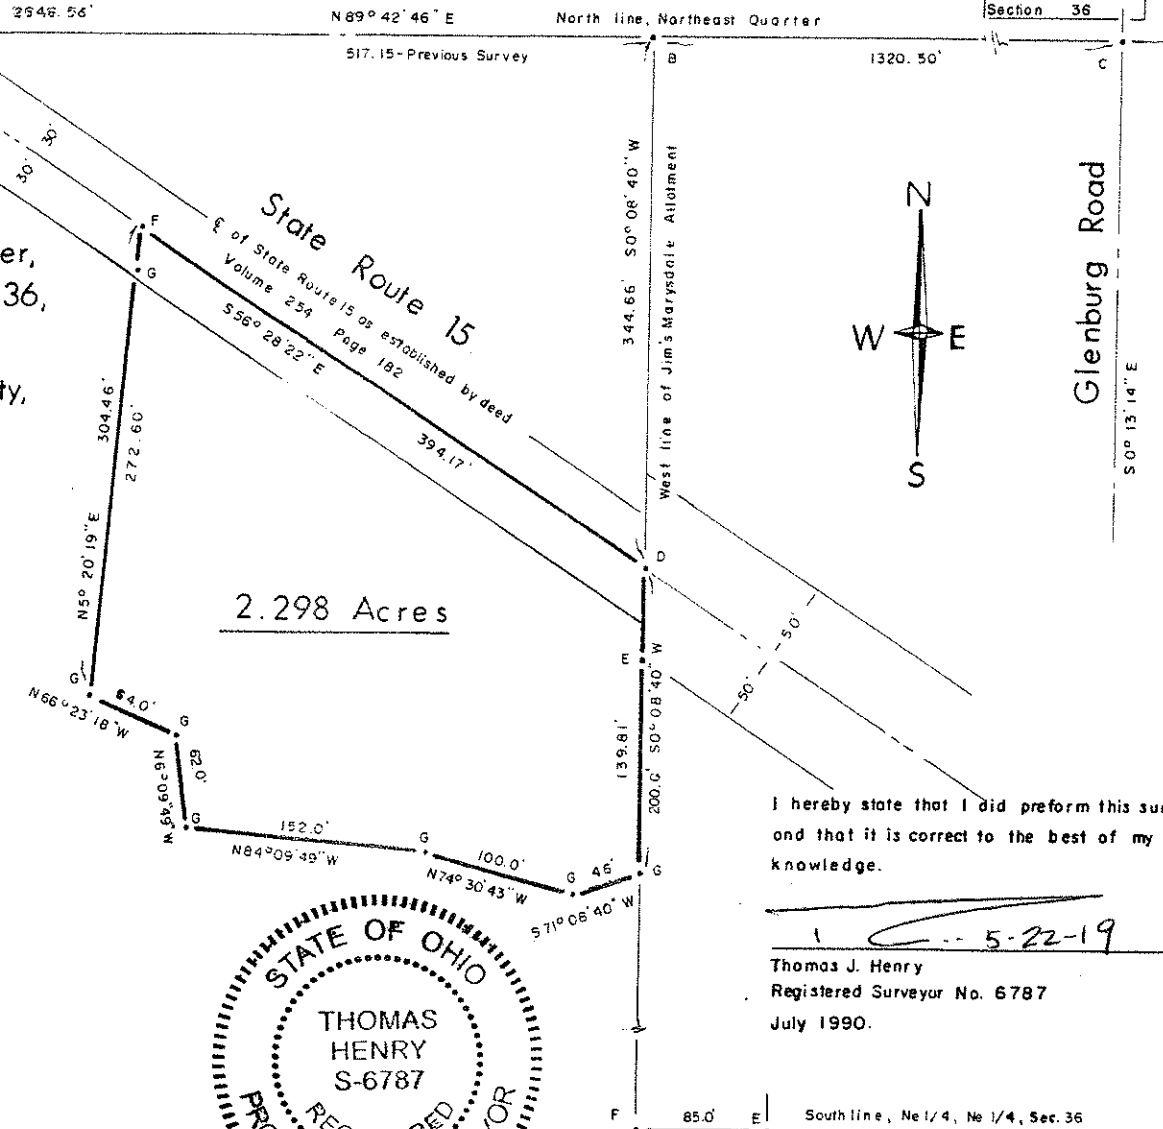 2646.56'
N 89° 42' 46" E
North line, Northeast Quarter
Section 36
517.15-Previous Survey
B
1320.50'
C
30'
30'
er,
36,
ty,
F
G
State Route 15
℄ of State Route 15 as established by deed
Volume 254 Page 182
S 56° 28' 22" E
394.17'
344.66' S 0° 08' 40" W
West line of Jim's Marysdale Allotment
N
W E
S
Glenburg Road
S 0° 13' 14" E
304.46'
272.60'
N 5° 20' 19" E
D
2.298 Acres
E
50'
50'
139.81'
200.0' S 0° 08' 40" W
G
64.0'
N 66° 23' 18" W
G
62.0'
N 6° 09' 49" W
G
152.0'
N 84° 09' 49" W
G
100.0'
N 74° 30' 43" W
G
46'
S 71° 08' 40" W
G
I hereby state that I did preform this
and that it is correct to the best of my
knowledge.
5-22-19
Thomas J. Henry
Registered Surveyor No. 6787
July 1990.
STATE OF OHIO
THOMAS
HENRY
S-6787
F
85.0'
E
South line, Ne 1/4, Ne 1/4, Sec. 36